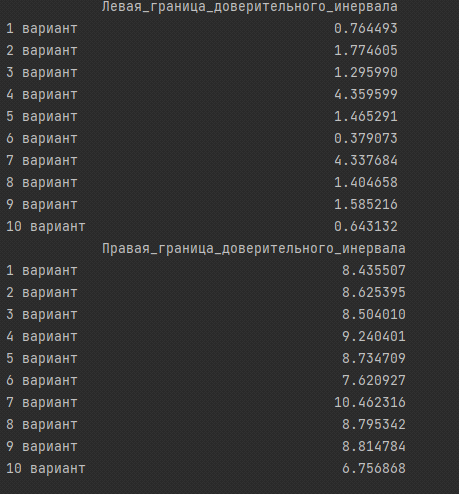 Левая_граница_доверительного_инервала
1 вариант 0.764493
2 вариант 1.774605
3 вариант 1.295990
4 вариант 4.359599
5 вариант 1.465291
6 вариант 0.379073
7 вариант 4.337684
8 вариант 1.404658
9 вариант 1.585216
10 вариант 0.643132
Правая_граница_доверительного_инервала
1 вариант 8.435507
2 вариант 8.625395
3 вариант 8.504010
4 вариант 9.240401
5 вариант 8.734709
6 вариант 7.620927
7 вариант 10.462316
8 вариант 8.795342
9 вариант 8.814784
10 вариант 6.756868